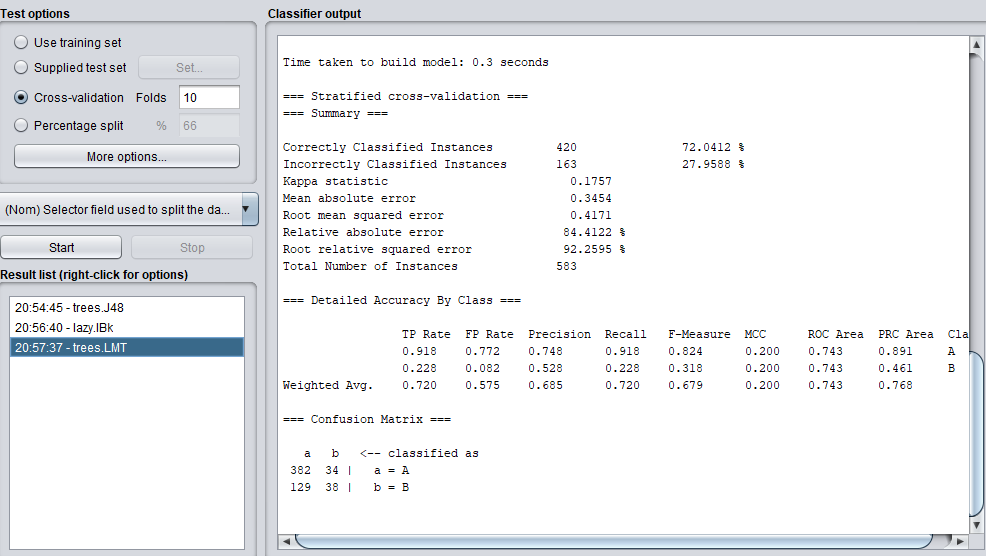 Test options
Use training set
Supplied test set Set...
Cross-validation Folds 10
Percentage split % 66
More options...
(Nom) Selector field used to split the da...
Start Stop
Result list (right-click for options)
20:54:45 - trees.J48
20:56:40 - lazy.IBk
20:57:37 - trees.LMT
Classifier output
Time taken to build model: 0.3 seconds
=== Stratified cross-validation ===
=== Summary ===
Correctly Classified Instances 420 72.0412 %
Incorrectly Classified Instances 163 27.9588 %
Kappa statistic 0.1757
Mean absolute error 0.3454
Root mean squared error 0.4171
Relative absolute error 84.4122 %
Root relative squared error 92.2595 %
Total Number of Instances 583
=== Detailed Accuracy By Class ===
TP Rate FP Rate Precision Recall F-Measure MCC ROC Area PRC Area Cla
0.918 0.772 0.748 0.918 0.824 0.200 0.743 0.891 A
0.228 0.082 0.528 0.228 0.318 0.200 0.743 0.461 B
Weighted Avg. 0.720 0.575 0.685 0.720 0.679 0.200 0.743 0.768
=== Confusion Matrix ===
a b <-- classified as
382 34 | a = A
129 38 | b = B